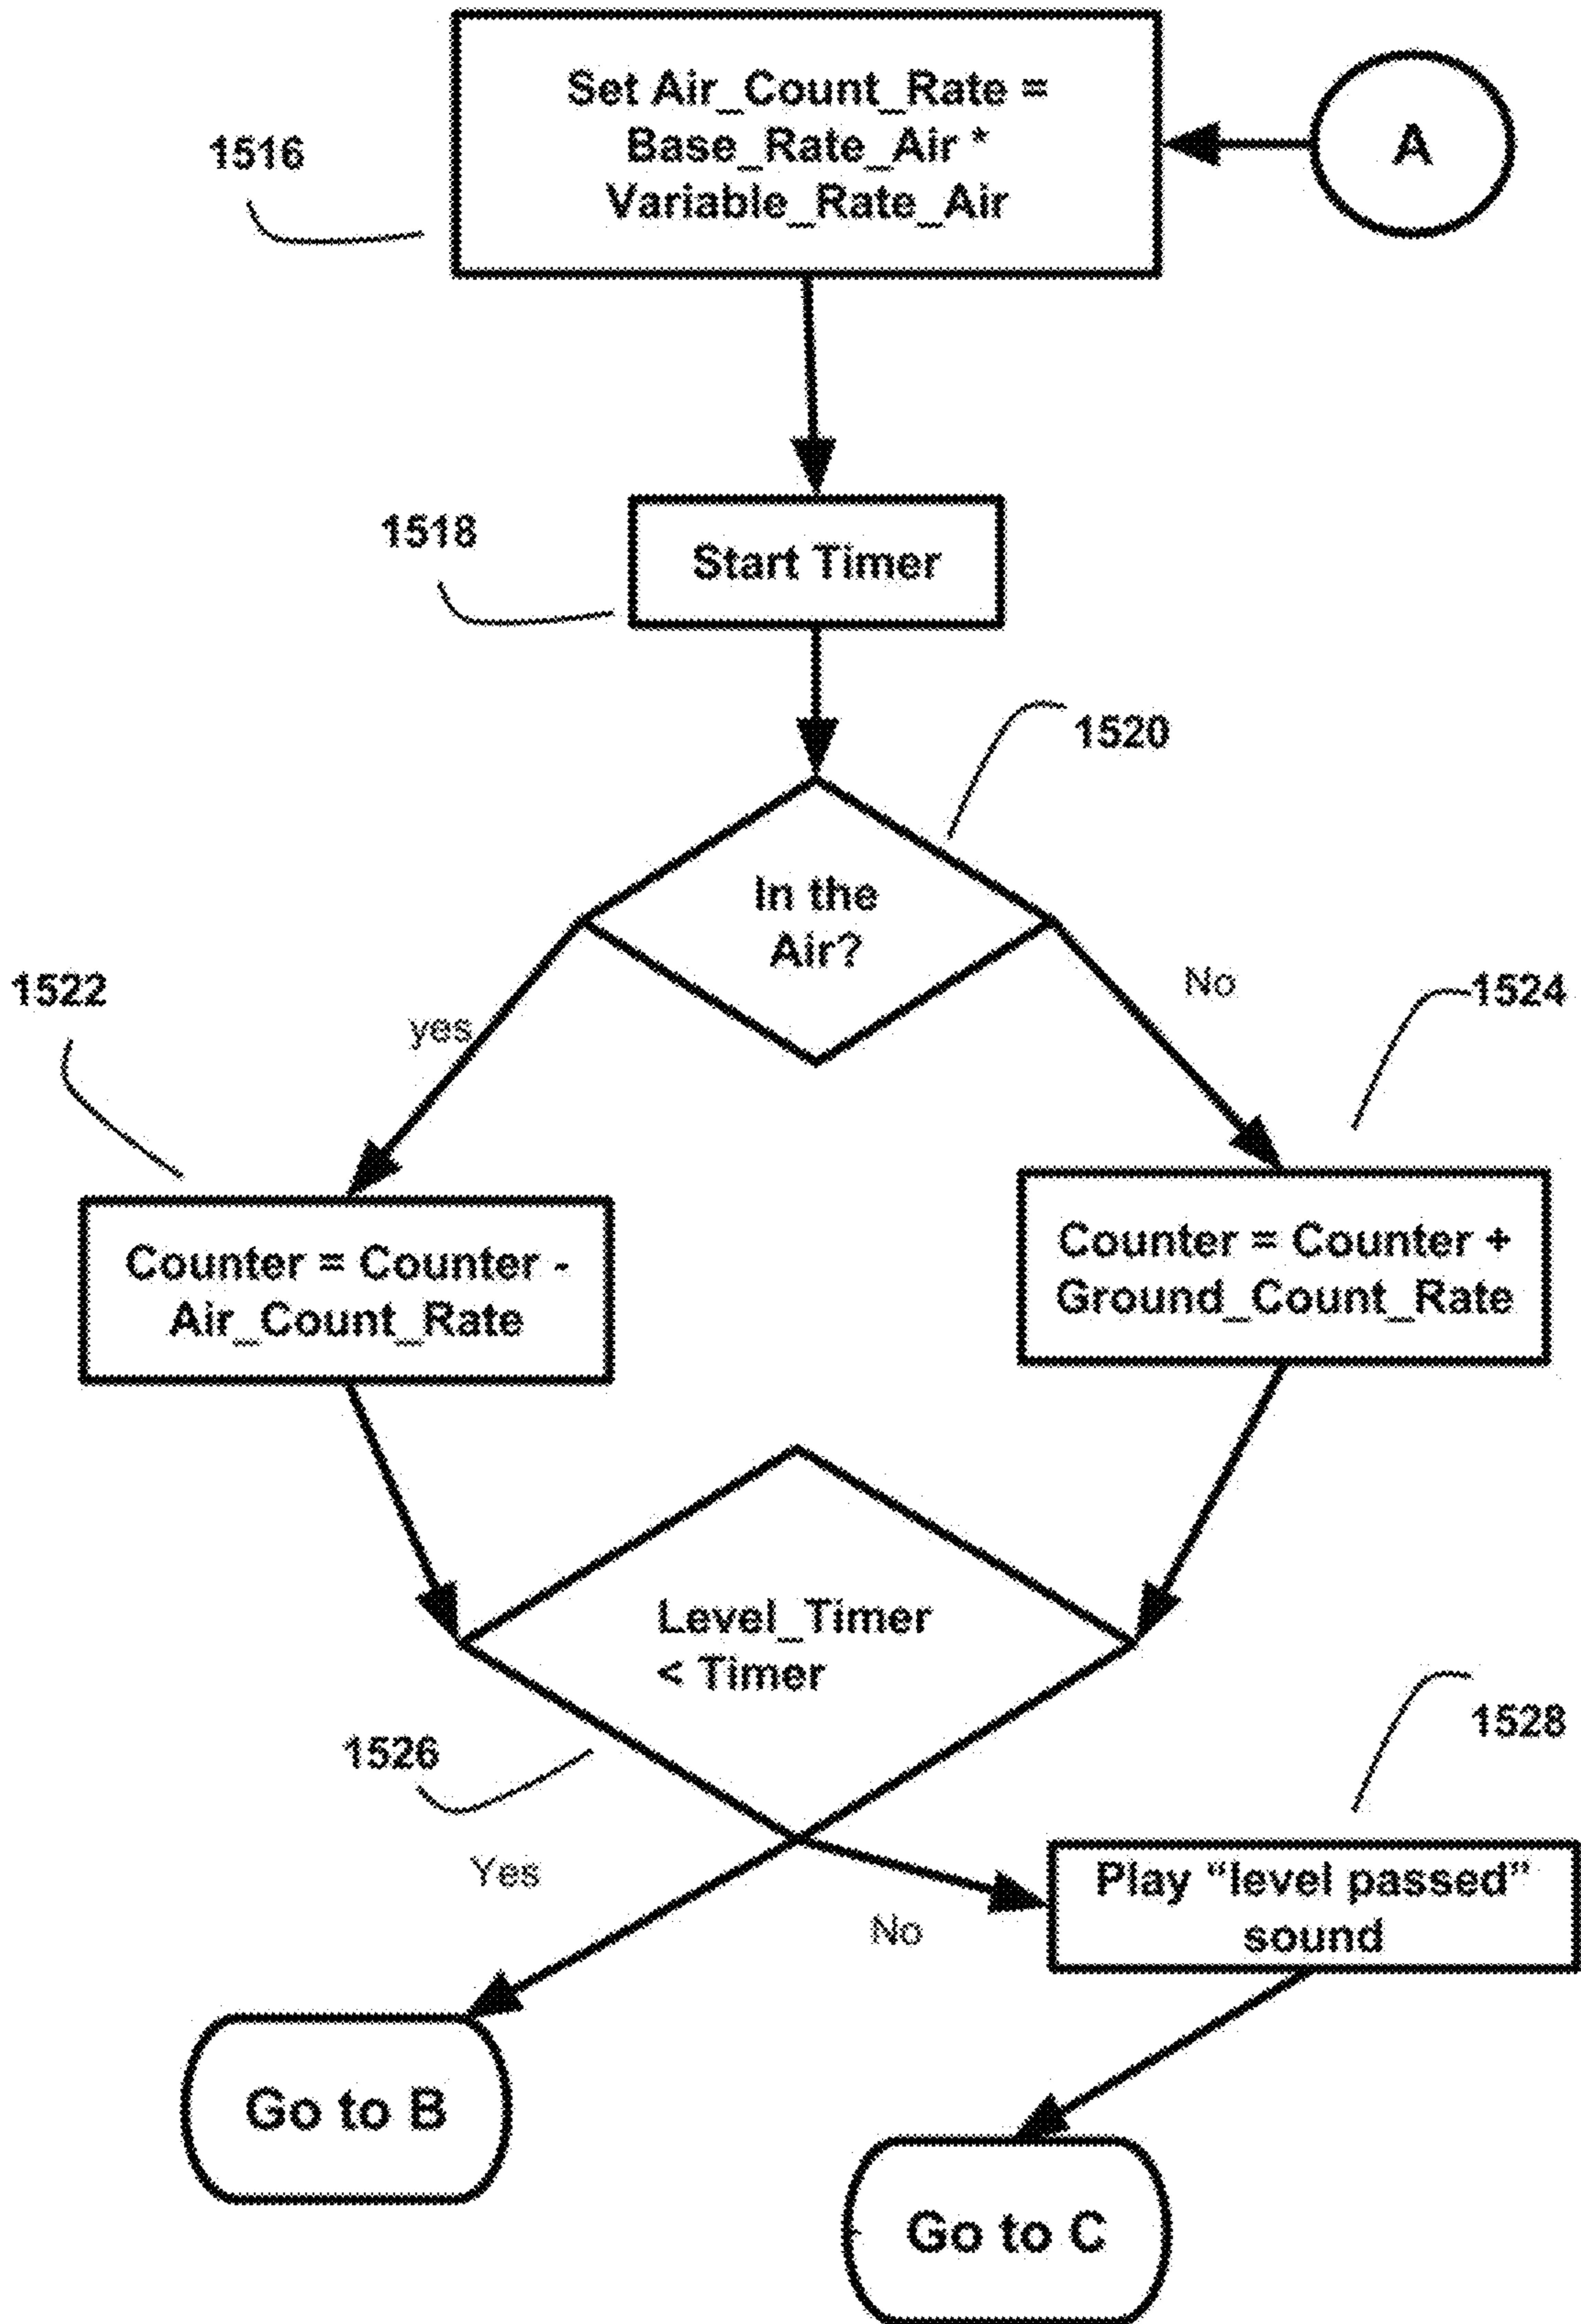 Set Air_Count_Rate =
Base_Rate_Air *
Variable_Rate_Air
A
1516
1518
Start Timer
1520
In the
Air?
yes
No
1522
1524
Counter = Counter -
Air_Count_Rate
Counter = Counter +
Ground_Count_Rate
Level_Timer
< Timer
1526
1528
Yes
No
Play “level passed”
sound
Go to B
Go to C